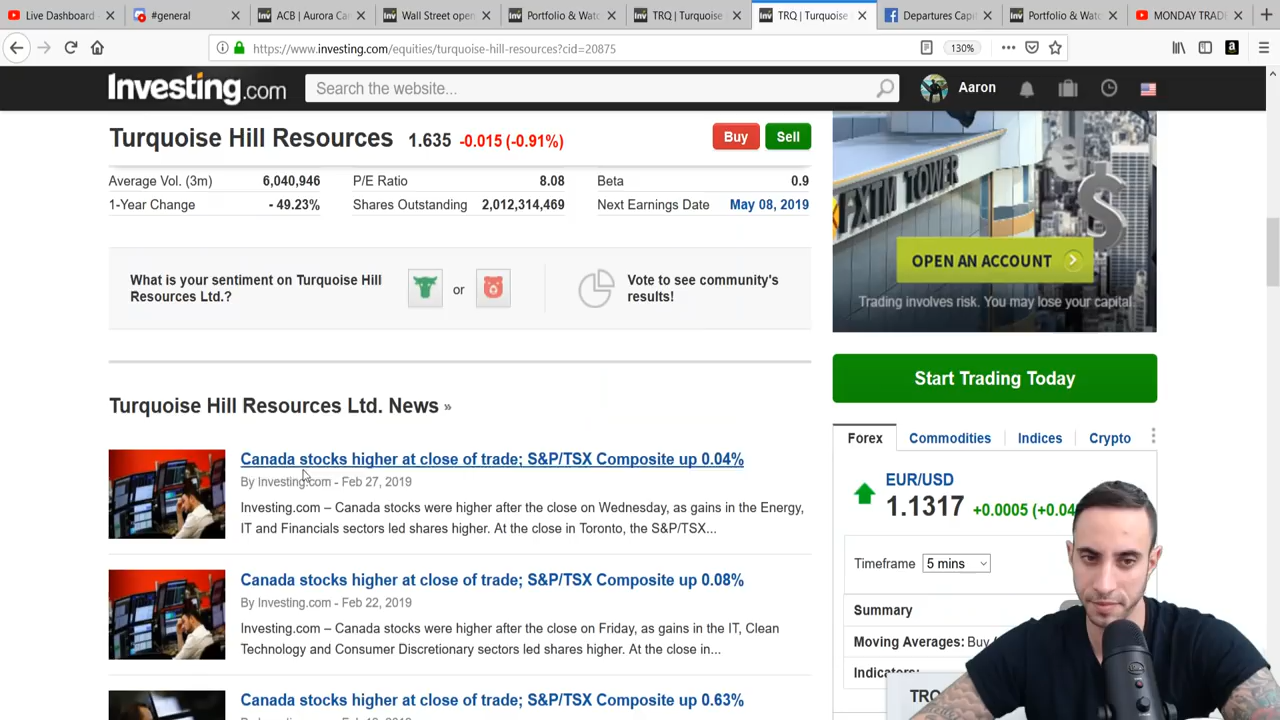 Live Dashboard -
#general
ACB | Aurora Ca
Wall Street open
Portfolio & Wat
TRQ | Turquoise
TRQ | Turquoise
Departures Capi
Portfolio & Wat
MONDAY TRADE
https://www.investing.com/equities/turquoise-hill-resources?cid=20875
130%
Investing.com
Search the website...
Aaron
Turquoise Hill Resources 1.635 -0.015 (-0.91%)
Buy
Sell
Average Vol. (3m) 6,040,946 P/E Ratio 8.08 Beta 0.9
1-Year Change - 49.23% Shares Outstanding 2,012,314,469 Next Earnings Date May 08, 2019
What is your sentiment on Turquoise Hill
Resources Ltd.?
or
Vote to see community's
results!
Turquoise Hill Resources Ltd. News »
Canada stocks higher at close of trade; S&P/TSX Composite up 0.04%
By Investing.com - Feb 27, 2019
Investing.com – Canada stocks were higher after the close on Wednesday, as gains in the Energy,
IT and Financials sectors led shares higher. At the close in Toronto, the S&P/TSX...
Canada stocks higher at close of trade; S&P/TSX Composite up 0.08%
By Investing.com - Feb 22, 2019
Investing.com – Canada stocks were higher after the close on Friday, as gains in the IT, Clean
Technology and Consumer Discretionary sectors led shares higher. At the close in...
Canada stocks higher at close of trade; S&P/TSX Composite up 0.63%
FXTM TOWER
OPEN AN ACCOUNT
Trading involves risk. You may lose your capital.
Start Trading Today
Forex
Commodities
Indices
Crypto
EUR/USD
1.1317 +0.0005 (+0.04
Timeframe 5 mins
Summary
Moving Averages: Buy
Indicators:
TRQ